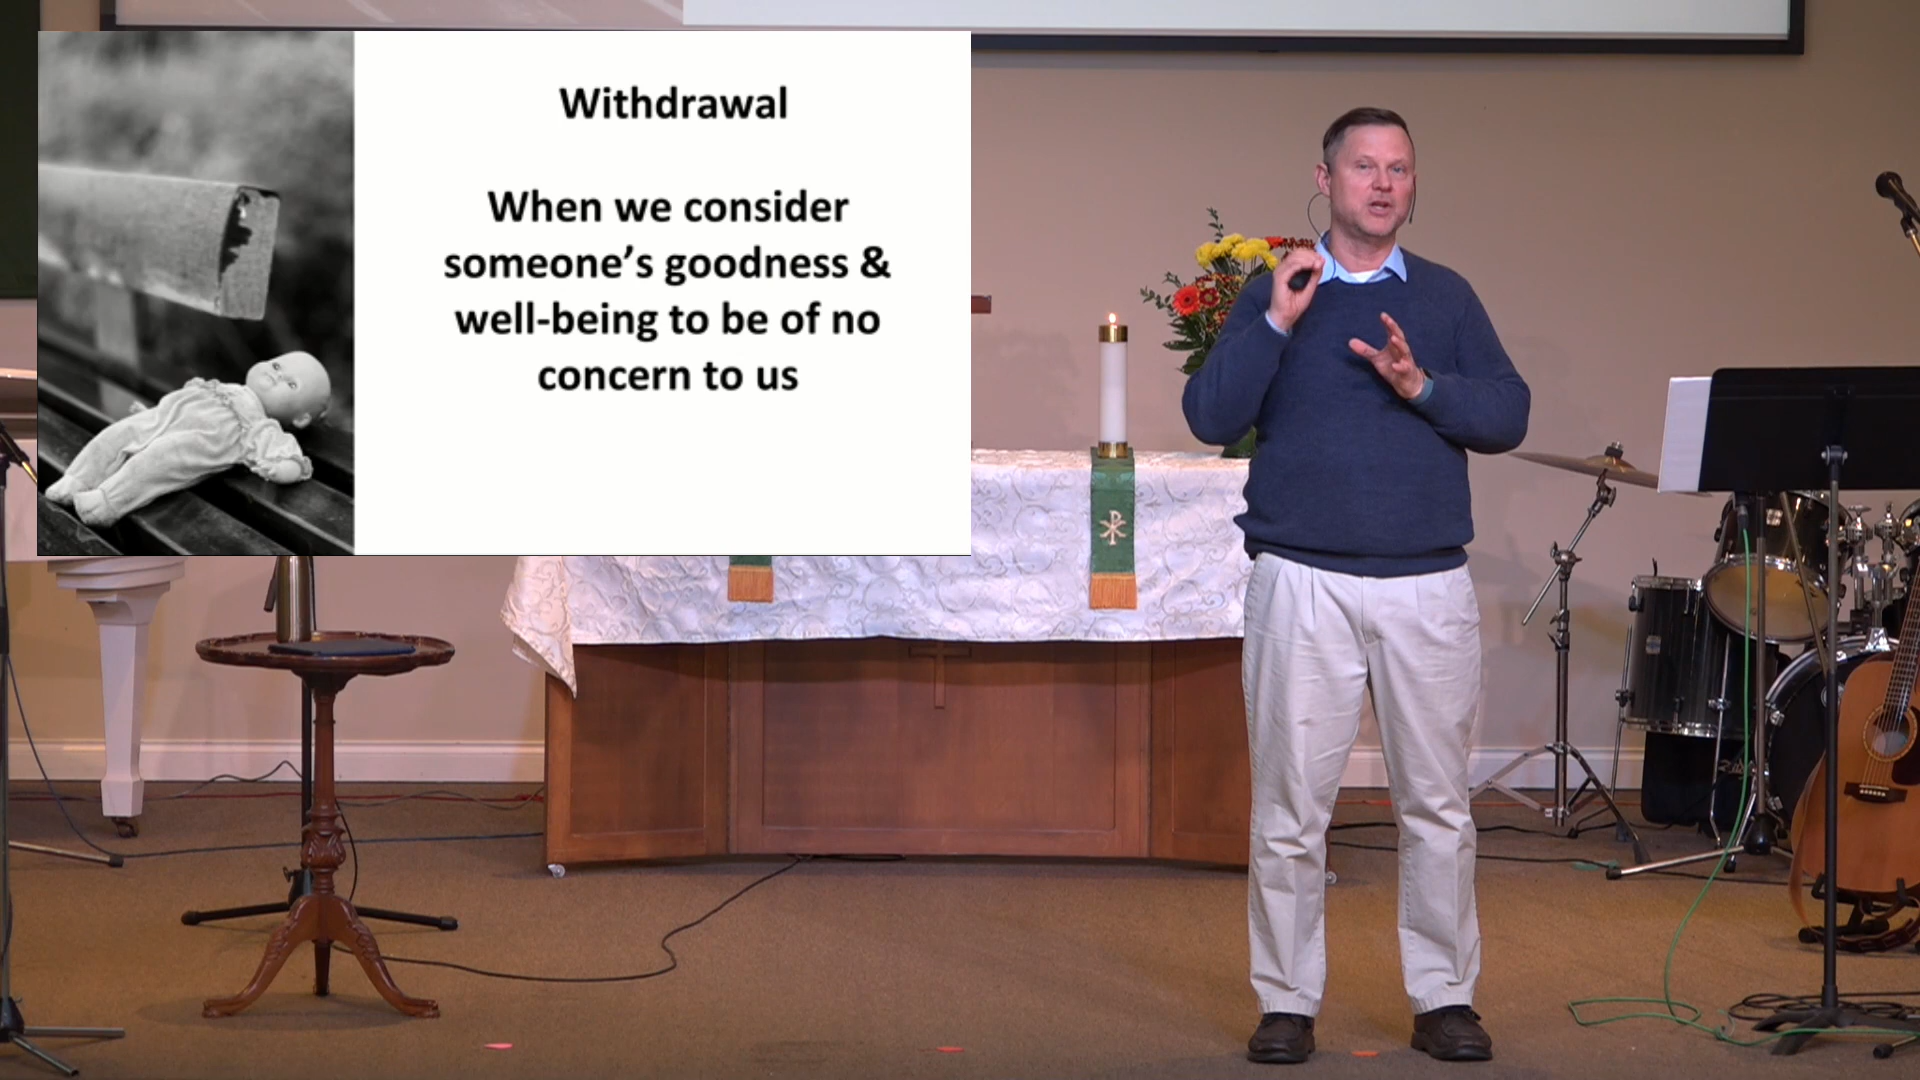 Withdrawal
When we consider
someone's goodness &
well-being to be of no
concern to us